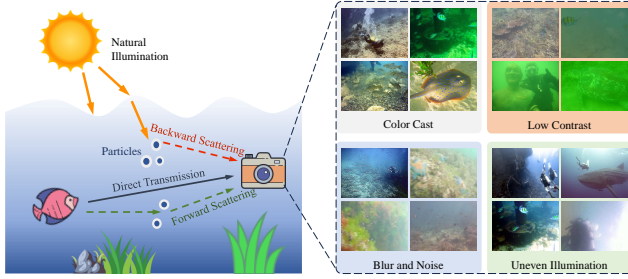 Natural
Illumination
Backward Scattering
Particles
Direct Transmission
Forward Scattering
Color Cast
Low Contrast
Blur and Noise
Uneven Illumination